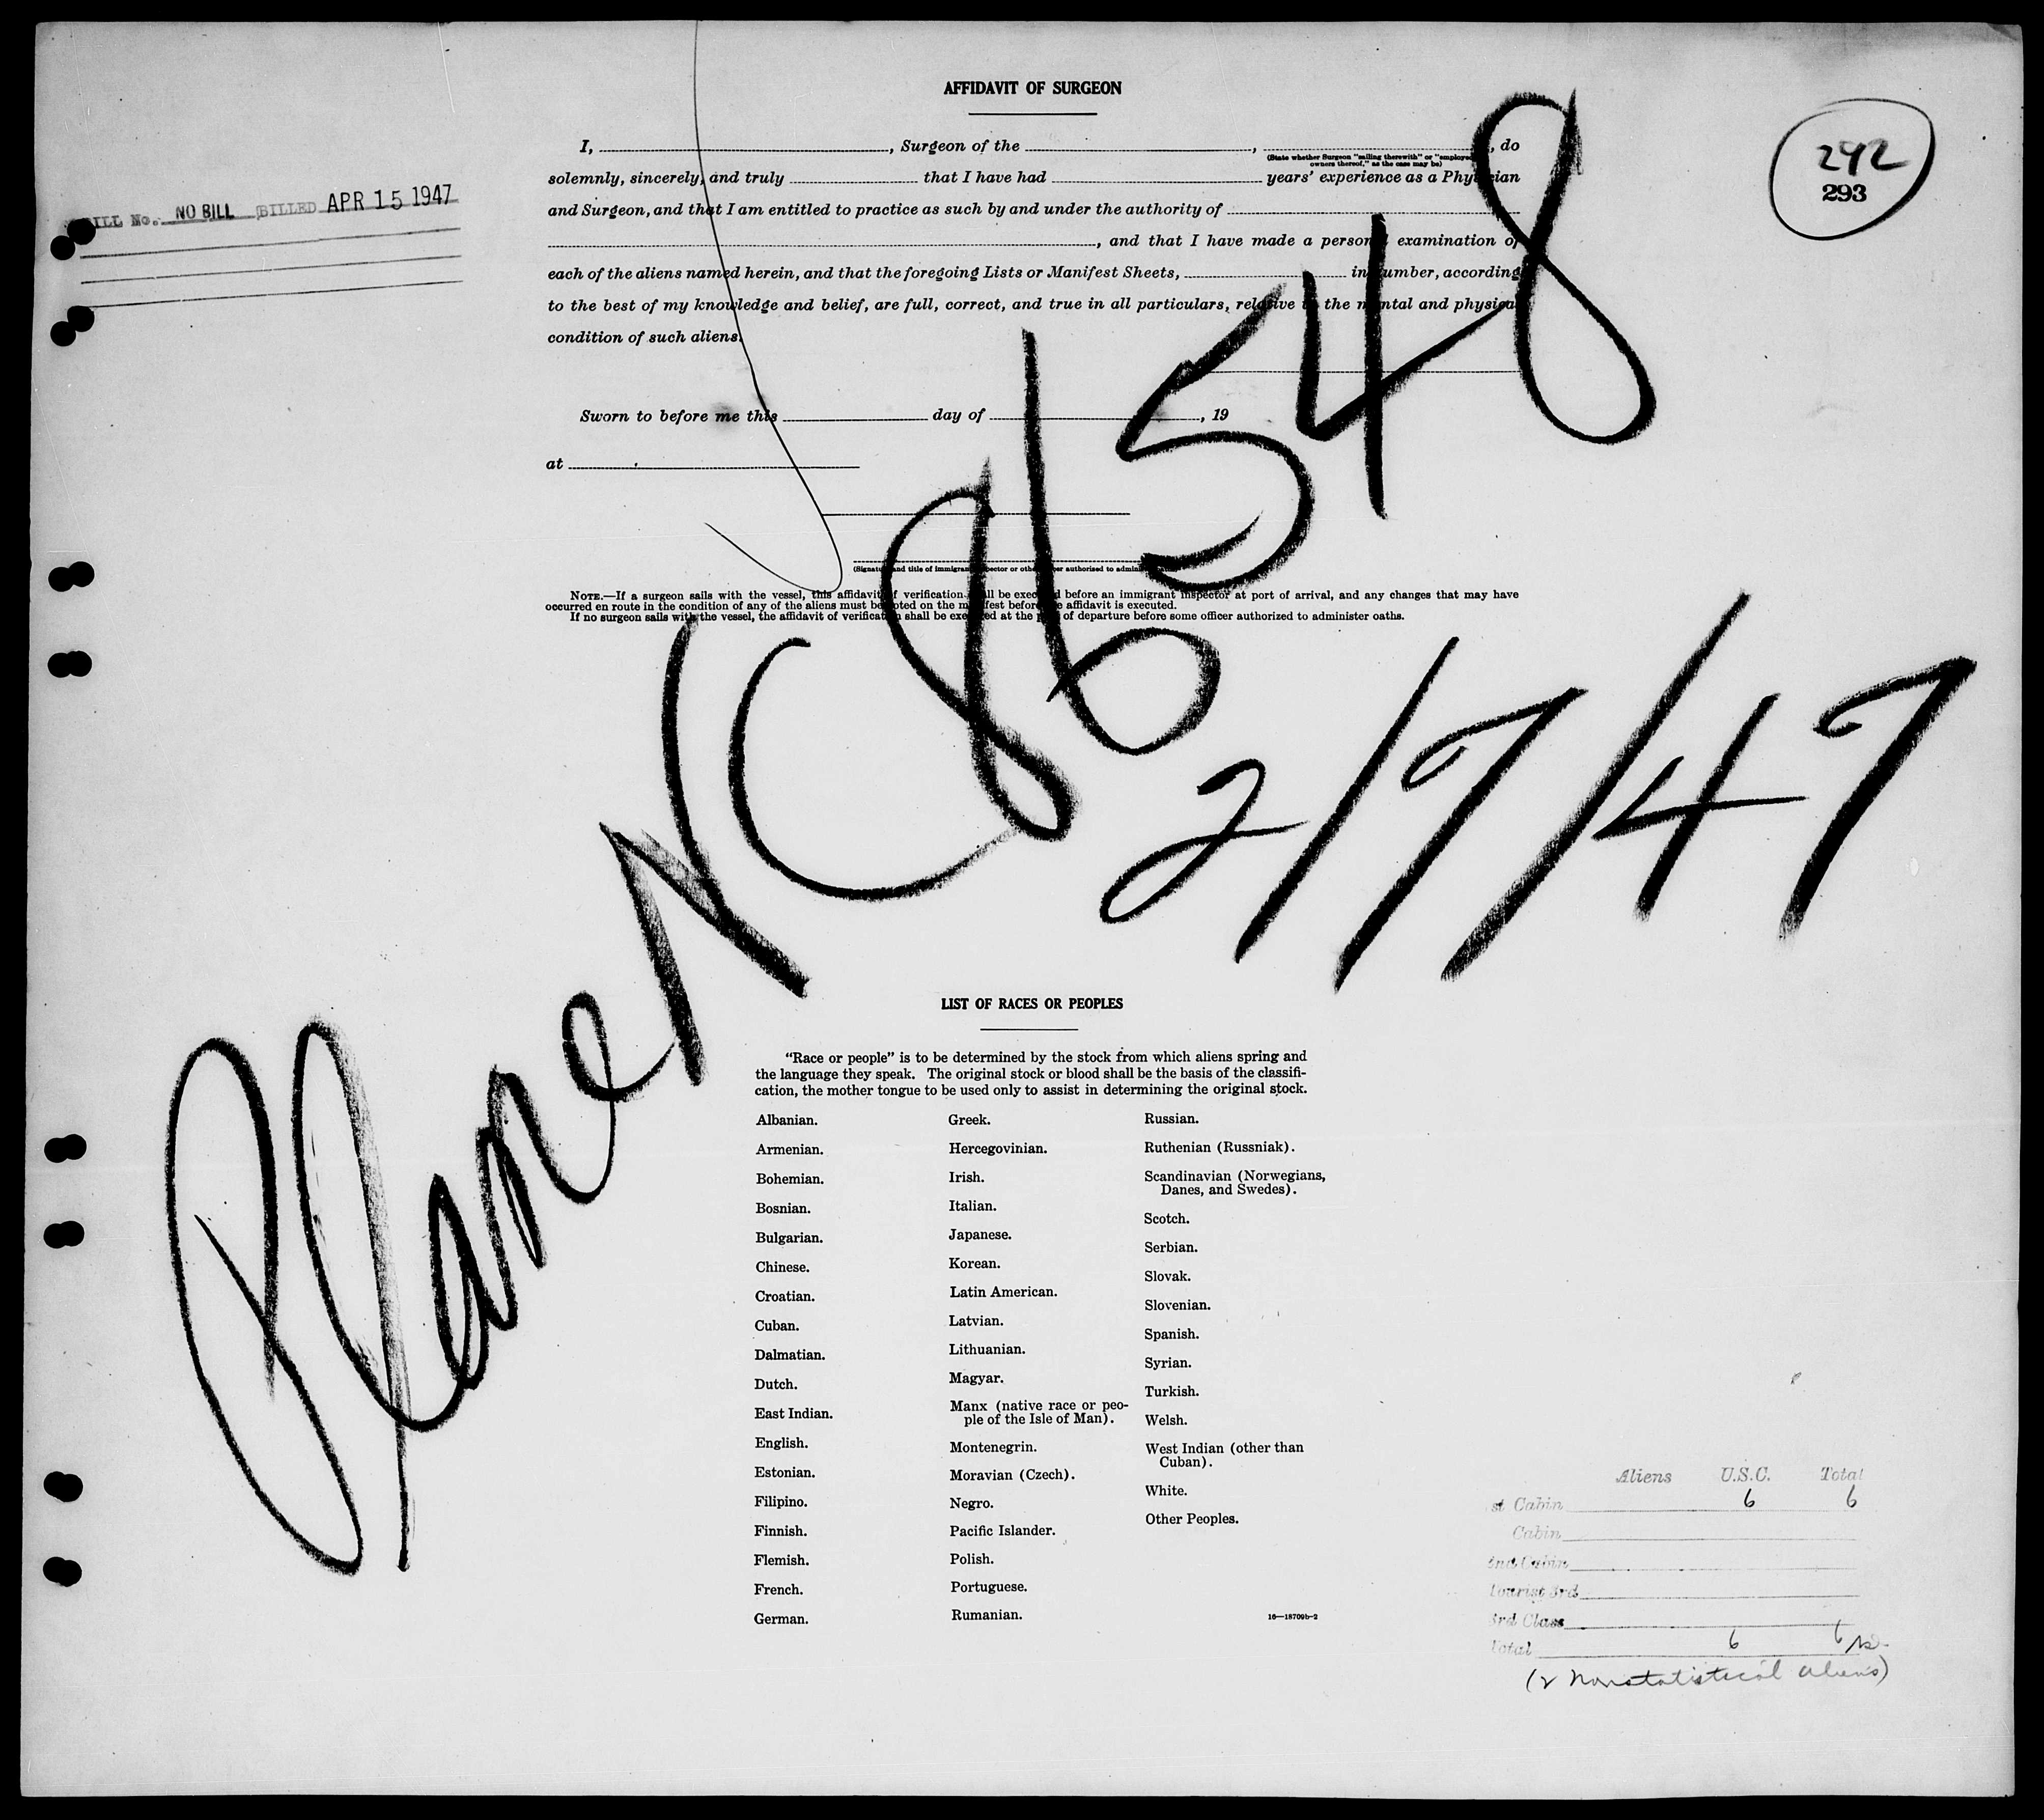 AFFIDAVIT OF SURGEON
I, , Surgeon of the , , do
(State whether Surgeon "sailing therewith" or "employed
owners thereof," as the case may be)
solemnly, sincerely, and truly that I have had years' experience as a Physician
and Surgeon, and that I am entitled to practice as such by and under the authority of
, and that I have made a personal examination of
each of the aliens named herein, and that the foregoing Lists or Manifest Sheets, in number, according
to the best of my knowledge and belief, are full, correct, and true in all particulars, relative to the mental and physical
condition of such aliens.
Sworn to before me this day of , 19
at
(Signature and title of immigrant inspector or other officer authorized to administer
NOTE.—If a surgeon sails with the vessel, this affidavit of verification shall be executed before an immigrant inspector at port of arrival, and any changes that may have
occurred en route in the condition of any of the aliens must be noted on the manifest before the affidavit is executed.
If no surgeon sails with the vessel, the affidavit of verification shall be executed at the port of departure before some officer authorized to administer oaths.
242
293
BILL No. NO BILL BILLED APR 15 1947
Plane NC 86548
2/7/47
LIST OF RACES OR PEOPLES
"Race or people" is to be determined by the stock from which aliens spring and
the language they speak. The original stock or blood shall be the basis of the classifi-
cation, the mother tongue to be used only to assist in determining the original stock.
Albanian.
Armenian.
Bohemian.
Bosnian.
Bulgarian.
Chinese.
Croatian.
Cuban.
Dalmatian.
Dutch.
East Indian.
English.
Estonian.
Filipino.
Finnish.
Flemish.
French.
German.
Greek.
Hercegovinian.
Irish.
Italian.
Japanese.
Korean.
Latin American.
Latvian.
Lithuanian.
Magyar.
Manx (native race or peo-
ple of the Isle of Man).
Montenegrin.
Moravian (Czech).
Negro.
Pacific Islander.
Polish.
Portuguese.
Rumanian.
Russian.
Ruthenian (Russniak).
Scandinavian (Norwegians,
Danes, and Swedes).
Scotch.
Serbian.
Slovak.
Slovenian.
Spanish.
Syrian.
Turkish.
Welsh.
West Indian (other than
Cuban).
White.
Other Peoples.
16—18709b-2
Aliens U.S.C. Total
st Cabin 6 6
Cabin
2nd Cabin
Tourist 3rd
3rd Class
Total 6 6
(2 nonstatistical aliens)